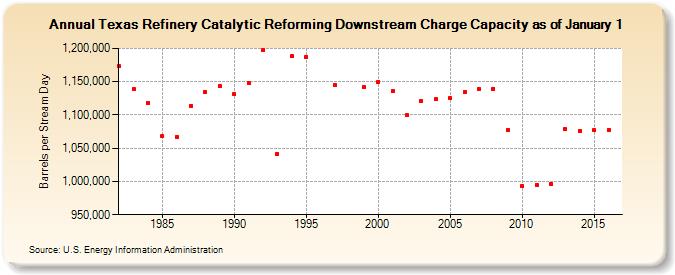 Annual Texas Refinery Catalytic Reforming Downstream Charge Capacity as of January 1
Barrels per Stream Day
1,200,000
1,150,000
1,100,000
1,050,000
1,000,000
950,000
1985 1990 1995 2000 2005 2010 2015
Source: U.S. Energy Information Administration